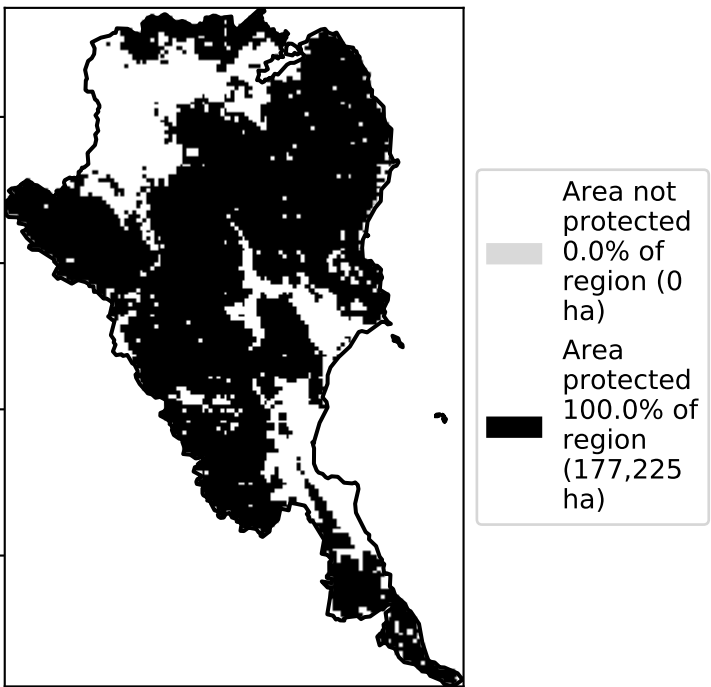 Area not
protected
0.0% of
region (0
ha)
Area
protected
100.0% of
region
(177,225
ha)